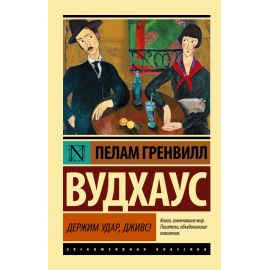 N
ПЕЛАМ ГРЕНВИЛЛ
ВУДХАУС
ДЕРЖИМ УДАР, ДЖИВС!
Книги, изменившие мир.
Писатели, объединившие
поколения.
ЭКСКЛЮЗИВНАЯ КЛАССИКА